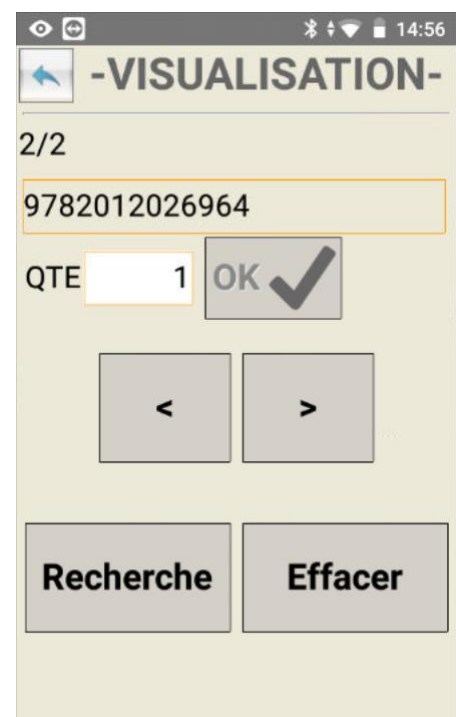 14:56
-VISUALISATION-
2/2
9782012026964
QTE 1 OK
< >
Recherche Effacer